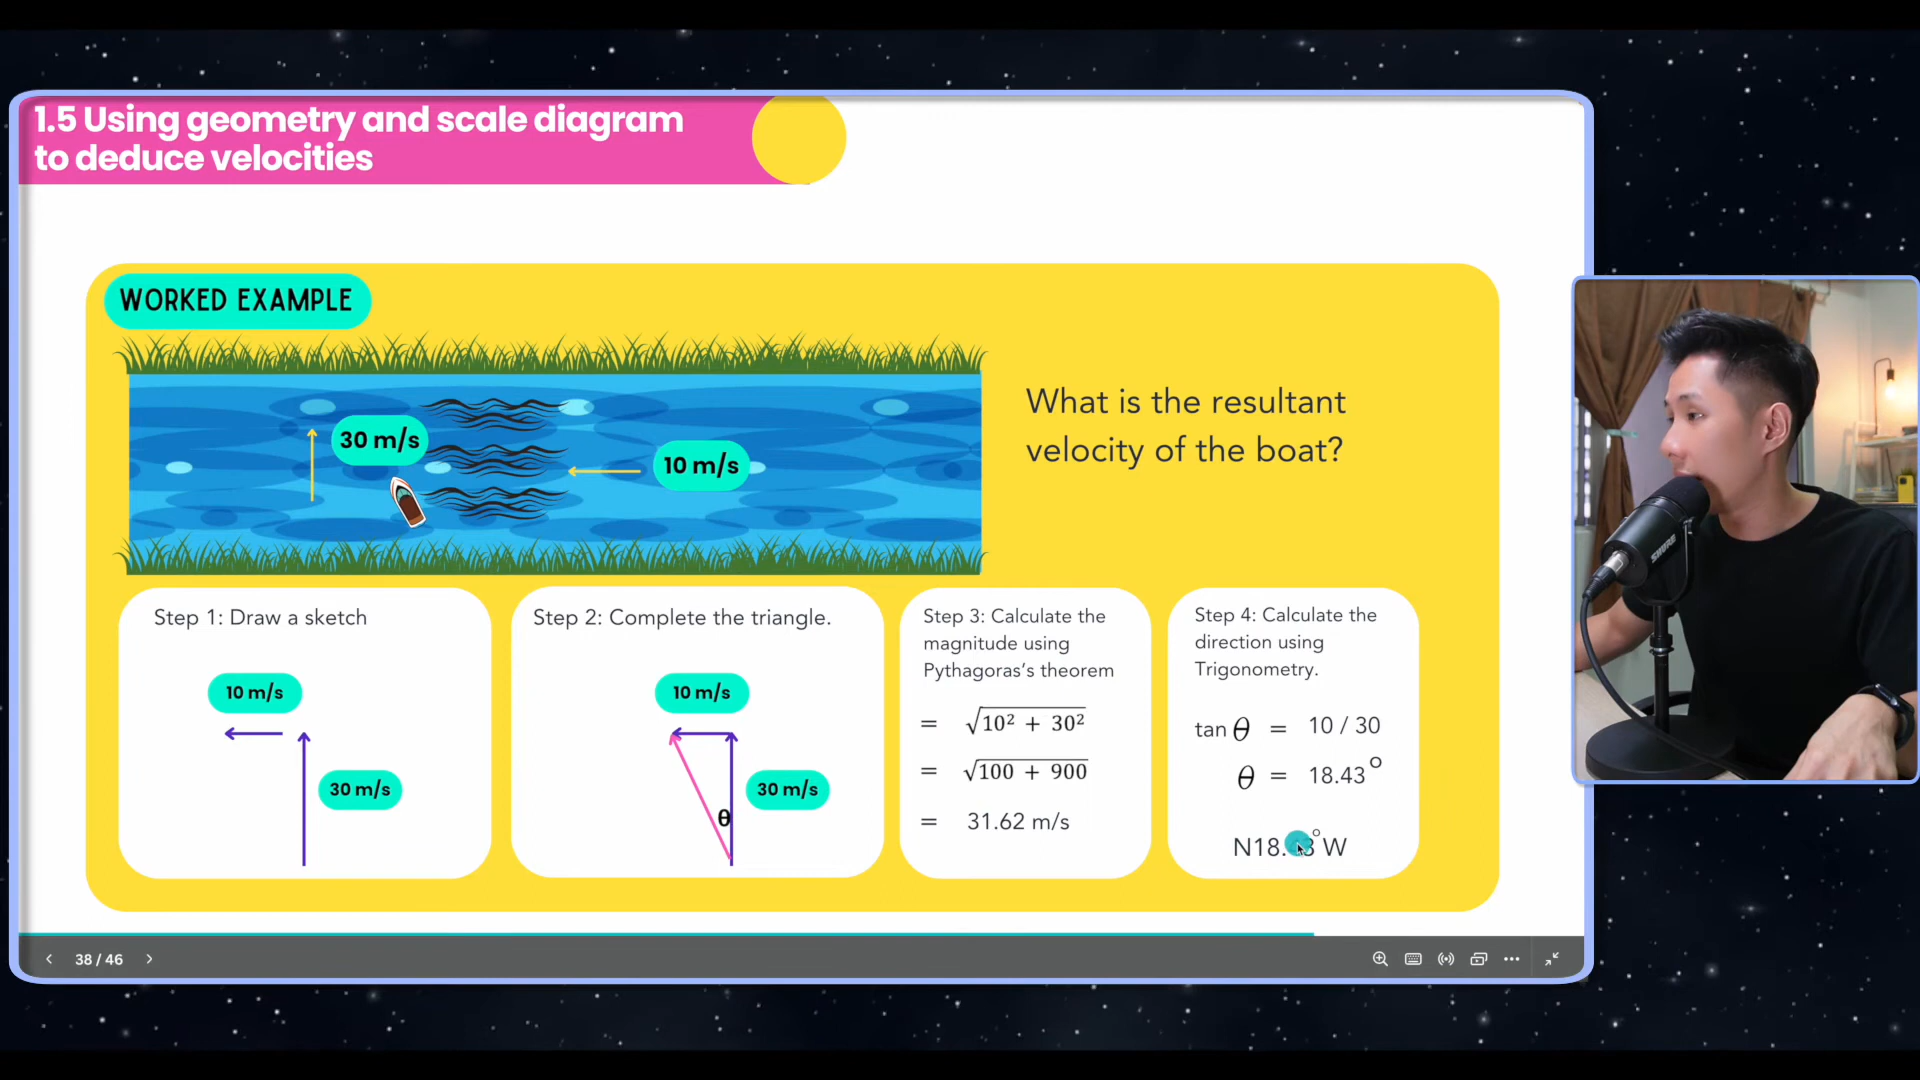 1.5 Using geometry and scale diagram
to deduce velocities
WORKED EXAMPLE
30 m/s
10 m/s
What is the resultant
velocity of the boat?
Step 1: Draw a sketch
10 m/s
30 m/s
Step 2: Complete the triangle.
10 m/s
30 m/s
θ
Step 3: Calculate the
magnitude using
Pythagoras's theorem
= √10² + 30²
= √100 + 900
= 31.62 m/s
Step 4: Calculate the
direction using
Trigonometry.
tan θ = 10 / 30
θ = 18.43°
W
38 / 46
SHURE